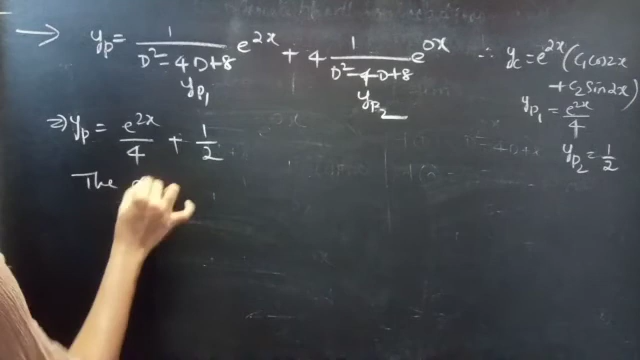 → yp = 1/(D²-4D+8) e^2x + 4 1/(D²-4D+8) e^0x
yp₁ yp₂
⇒ yp = e^2x/4 + 1/2
The
∴ yc = e^2x (c₁cos2x
+ c₂sin2x)
yp₁ = e^2x/4
yp₂ = 1/2